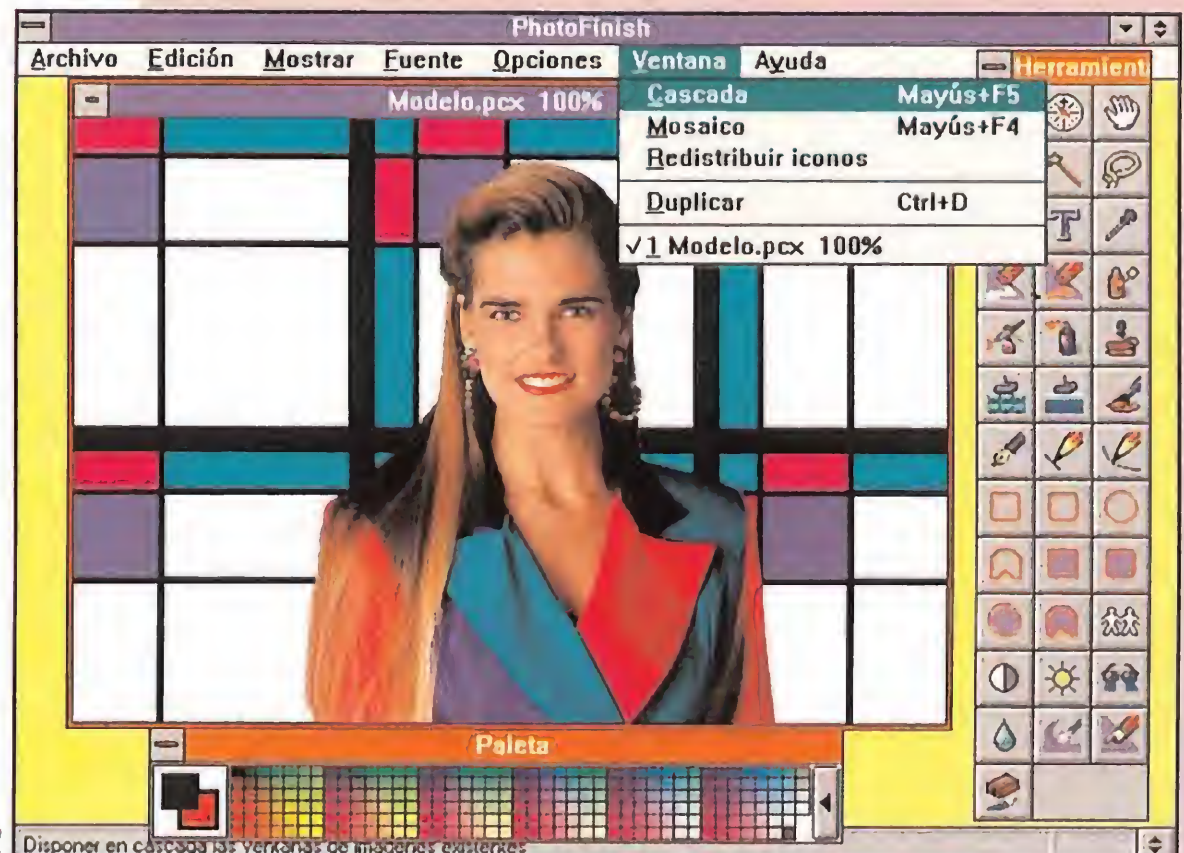 PhotoFinish
Archivo Edición Mostrar Fuente Opciones Ventana Ayuda
Herramient
Modelo.pcx 100%
Cascada Mayús+F5
Mosaico Mayús+F4
Redistribuir iconos
Duplicar Ctrl+D
✓1 Modelo.pcx 100%
T
Paleta
Disponer en cascada las ventanas de imágenes existentes